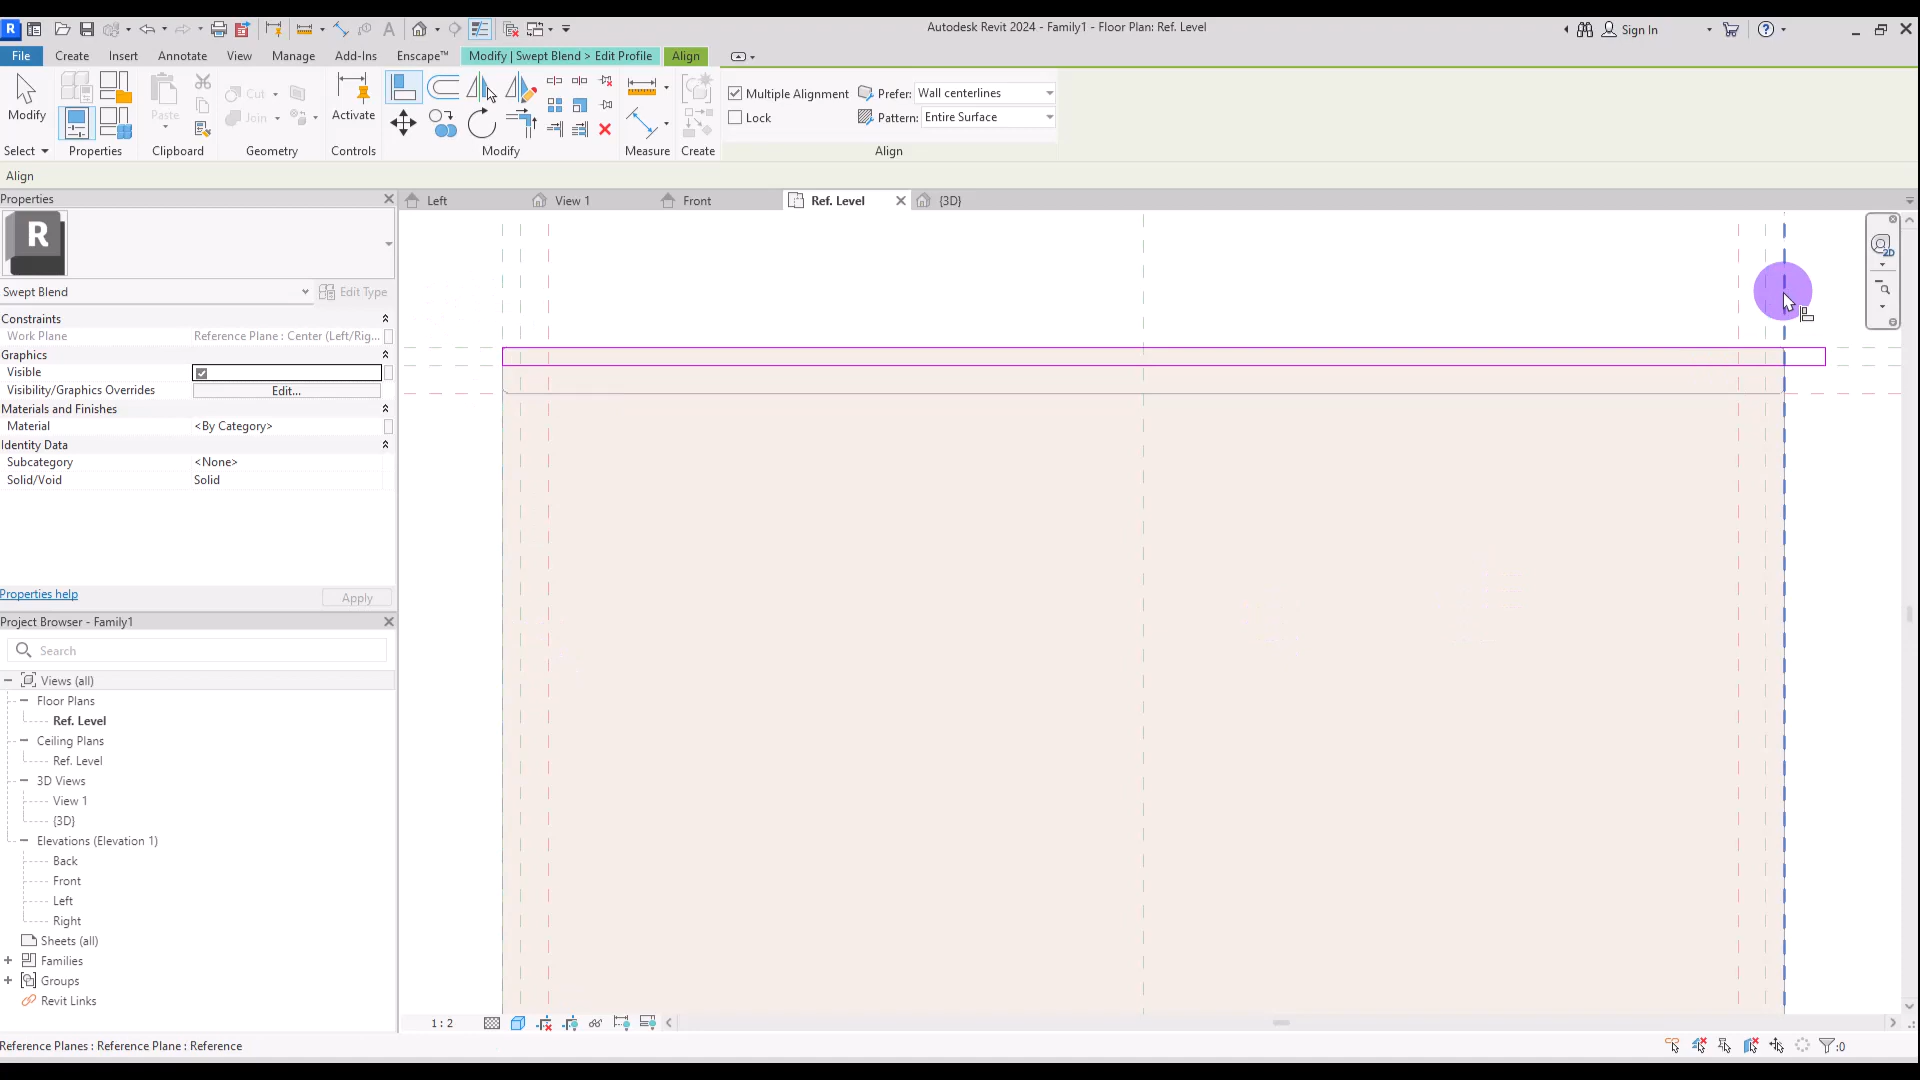 Autodesk Revit 2024 - Family1 - Floor Plan: Ref. Level
Sign In
File Create Insert Annotate View Manage Add-Ins Enscape™ Modify | Swept Blend > Edit Profile Align
Modify
Paste
Cut
Join
Activate
Multiple Alignment
Prefer: Wall centerlines
Lock
Pattern: Entire Surface
Select Properties Clipboard Geometry Controls Modify Measure Create Align
Align
Properties
R
Swept Blend
Edit Type
Constraints
Work Plane Reference Plane : Center (Left/Rig...
Graphics
Visible
Visibility/Graphics Overrides Edit...
Materials and Finishes
Material <By Category>
Identity Data
Subcategory <None>
Solid/Void Solid
Properties help
Apply
Project Browser - Family1
Search
Views (all)
Floor Plans
Ref. Level
Ceiling Plans
Ref. Level
3D Views
View 1
{3D}
Elevations (Elevation 1)
Back
Front
Left
Right
Sheets (all)
Families
Groups
Revit Links
Left
View 1
Front
Ref. Level
{3D}
2D
1 : 2
Reference Planes : Reference Plane : Reference
:0